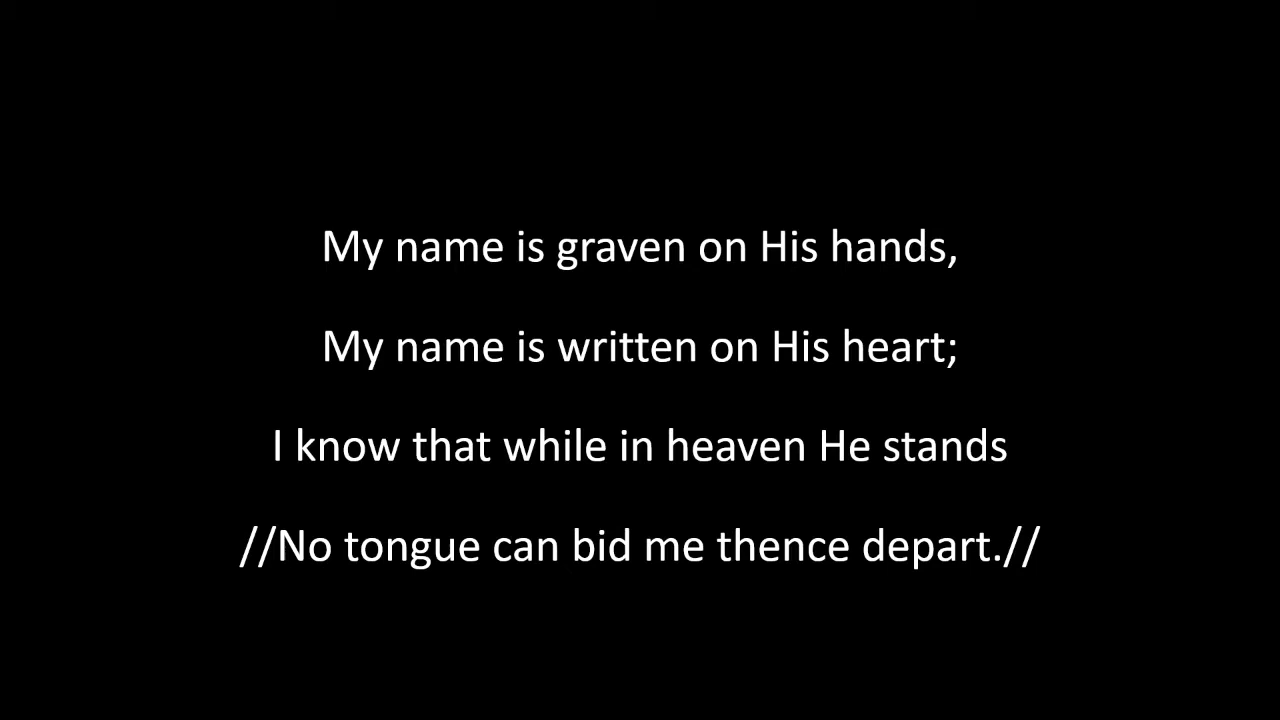 My name is graven on His hands,
My name is written on His heart;
I know that while in heaven He stands
//No tongue can bid me thence depart.//